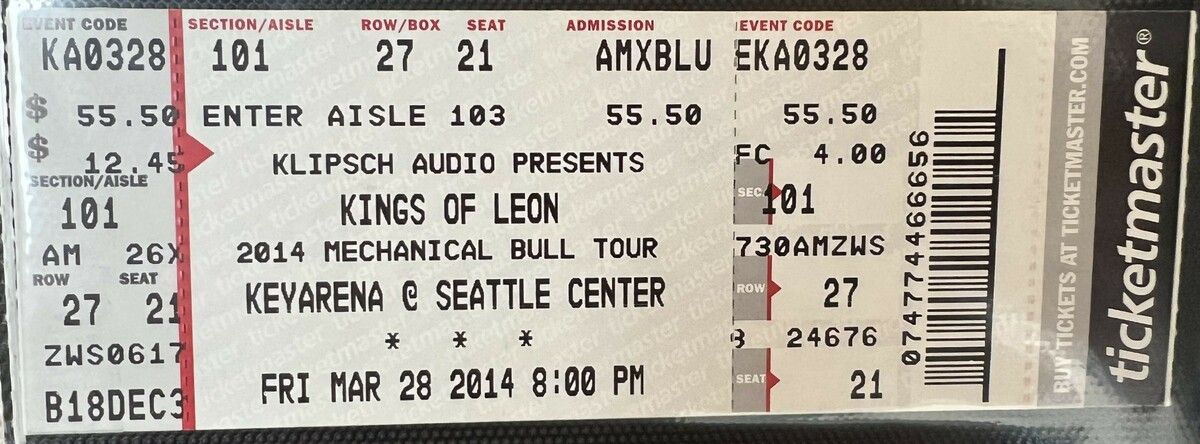 EVENT CODE
KA0328
$ 55.50
$ 12.45
SECTION/AISLE
101
AM 26X
ROW SEAT
27 21
ZWS0617
B18DEC3
SECTION/AISLE ROW/BOX SEAT ADMISSION
101 27 21 AMXBLU
ENTER AISLE 103 55.50
KLIPSCH AUDIO PRESENTS
KINGS OF LEON
2014 MECHANICAL BULL TOUR
KEYARENA @ SEATTLE CENTER
* * *
FRI MAR 28 2014 8:00 PM
EVENT CODE
EKA0328
55.50
FC 4.00
SEC 101
730AMZWS
ROW 27
24676
SEAT 21
074774466656
BUY TICKETS AT TICKETMASTER.COM
ticketmaster®